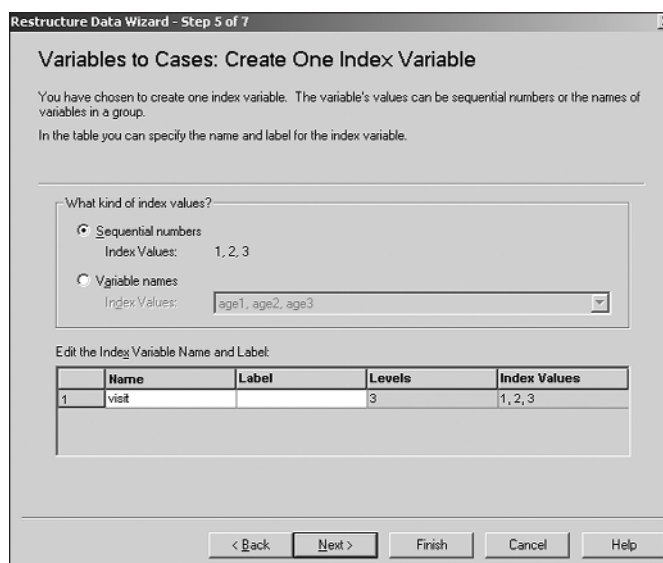 Restructure Data Wizard - Step 5 of 7
Variables to Cases: Create One Index Variable
You have chosen to create one index variable. The variable's values can be sequential numbers or the names of
variables in a group.
In the table you can specify the name and label for the index variable.
What kind of index values?
Sequential numbers
Index Values: 1, 2, 3
Variable names
Index Values: age1, age2, age3
Edit the Index Variable Name and Label:
Name Label Levels Index Values
1 visit 3 1, 2, 3
< Back Next > Finish Cancel Help